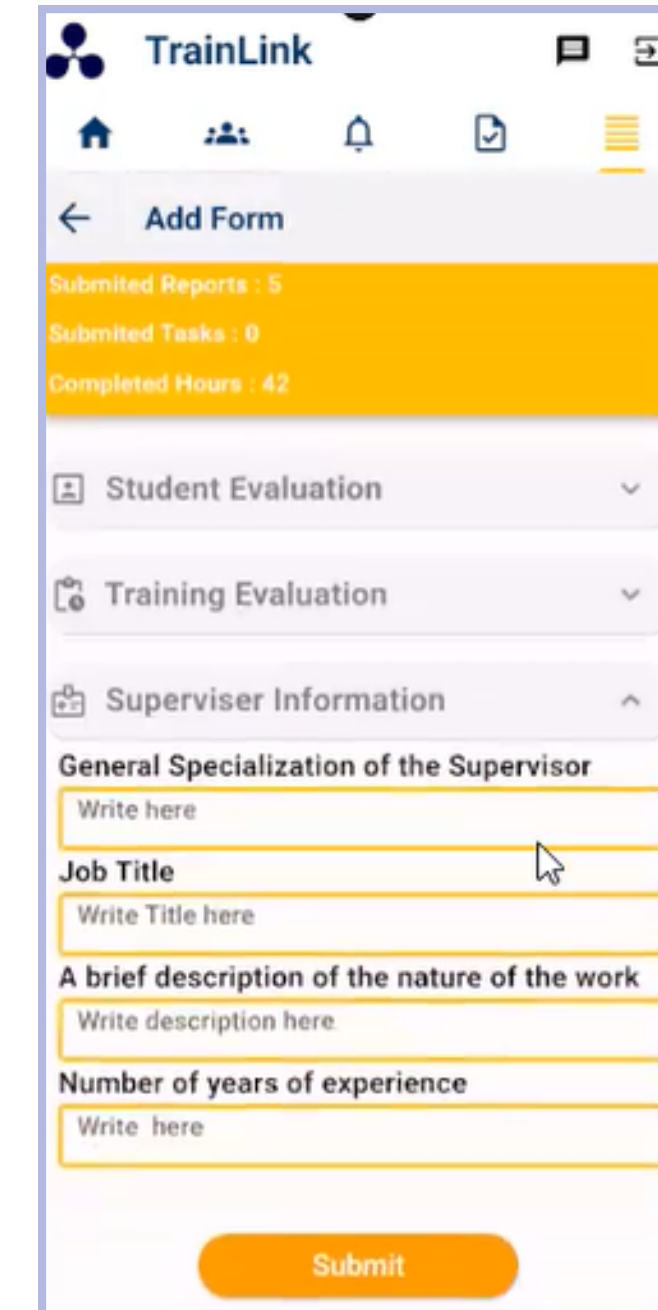 TrainLink
Add Form
Submited Reports : 5
Submited Tasks : 0
Completed Hours : 42
Student Evaluation
Training Evaluation
Superviser Information
General Specialization of the Supervisor
Write here
Job Title
Write Title here
A brief description of the nature of the work
Write description here
Number of years of experience
Write  here
Submit